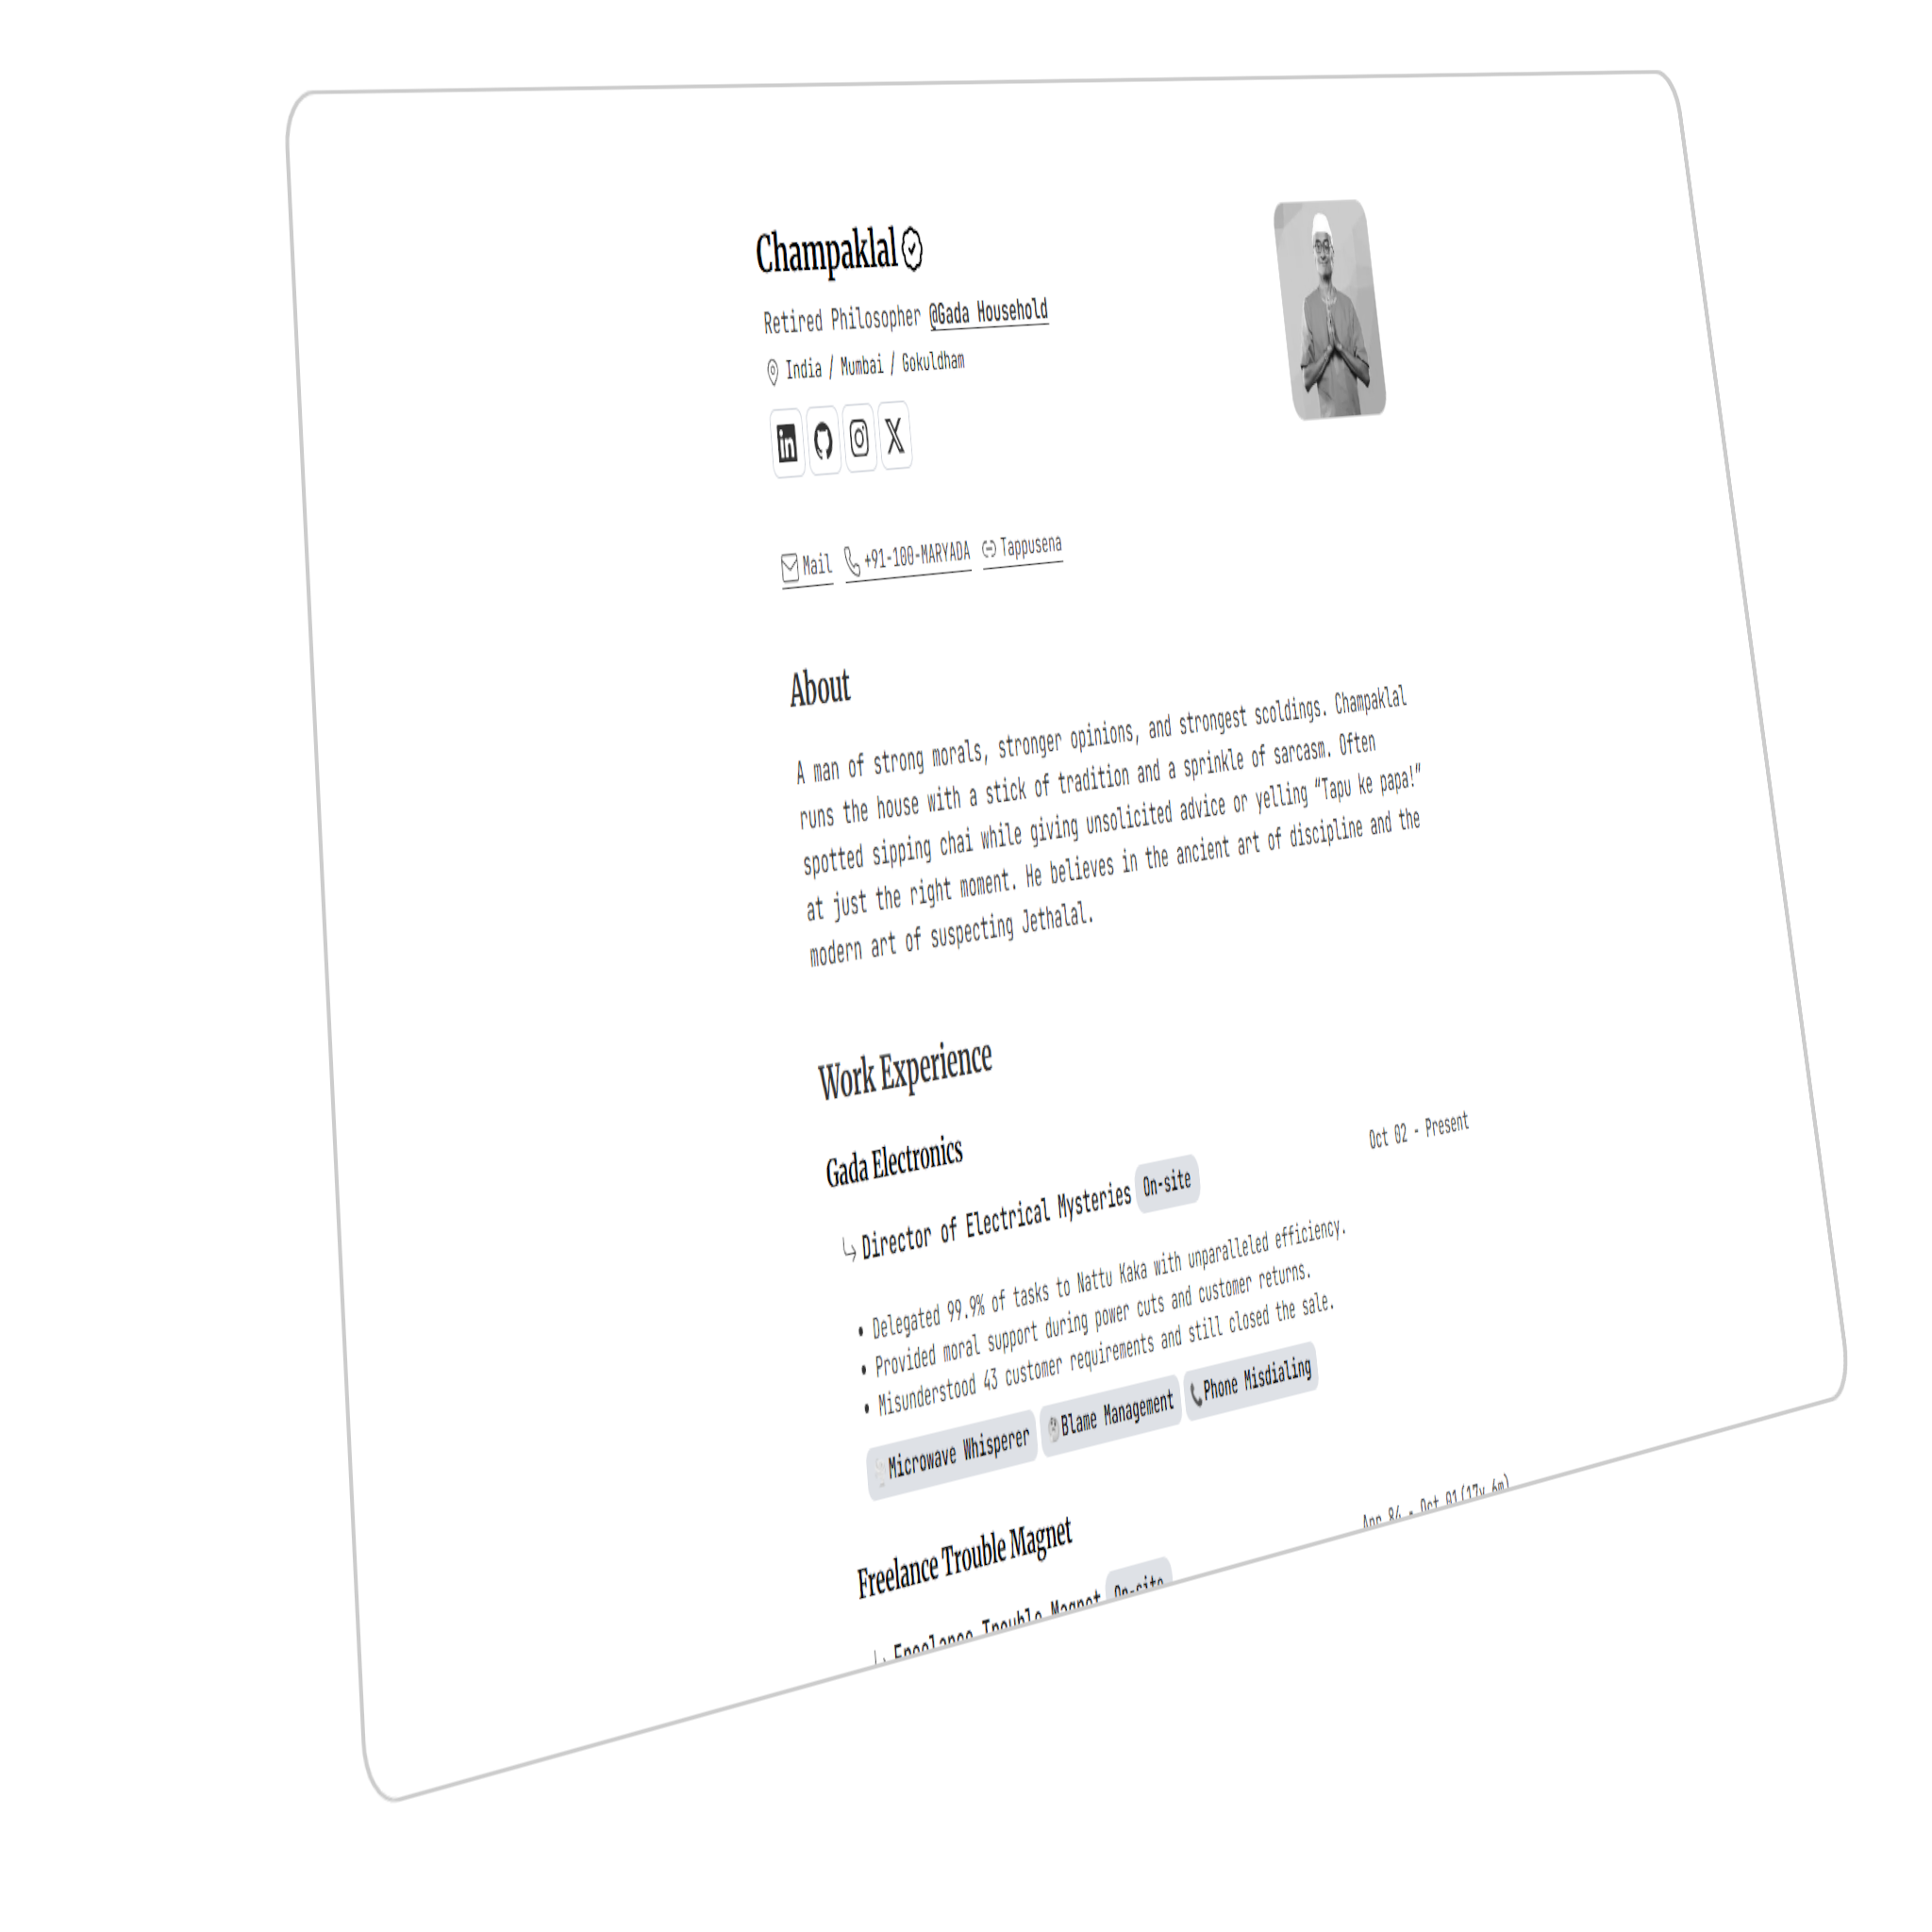 Champaklal
Retired Philosopher @Gada Household
India / Mumbai / Gokuldham
in
Mail +91-100-MARYADA Tappusena
About
A man of strong morals, stronger opinions, and strongest scoldings. Champaklal
runs the house with a stick of tradition and a sprinkle of sarcasm. Often
spotted sipping chai while giving unsolicited advice or yelling “Tapu ke papa!”
at just the right moment. He believes in the ancient art of discipline and the
modern art of suspecting Jethalal.
Work Experience
Gada Electronics Oct 02 - Present
Director of Electrical Mysteries On-site
• Delegated 99.9% of tasks to Nattu Kaka with unparalleled efficiency.
• Provided moral support during power cuts and customer returns.
• Misunderstood 43 customer requirements and still closed the sale.
Microwave Whisperer Blame Management Phone Misdialing
Freelance Trouble Magnet Apr 84 - Oct 01(17y 6m)
Freelance Trouble Magnet On-site